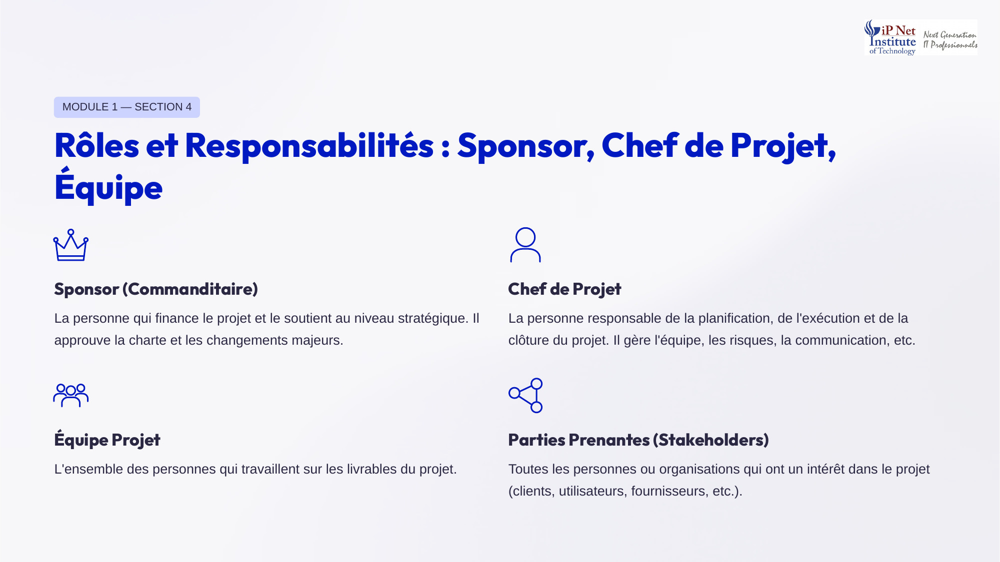 iP Net
Institute
of Technology
Next Generation
IT Professionnels
MODULE 1 — SECTION 4
Rôles et Responsabilités : Sponsor, Chef de Projet,
Équipe
Sponsor (Commanditaire)
La personne qui finance le projet et le soutient au niveau stratégique. Il
approuve la charte et les changements majeurs.
Chef de Projet
La personne responsable de la planification, de l'exécution et de la
clôture du projet. Il gère l'équipe, les risques, la communication, etc.
Équipe Projet
L'ensemble des personnes qui travaillent sur les livrables du projet.
Parties Prenantes (Stakeholders)
Toutes les personnes ou organisations qui ont un intérêt dans le projet
(clients, utilisateurs, fournisseurs, etc.).